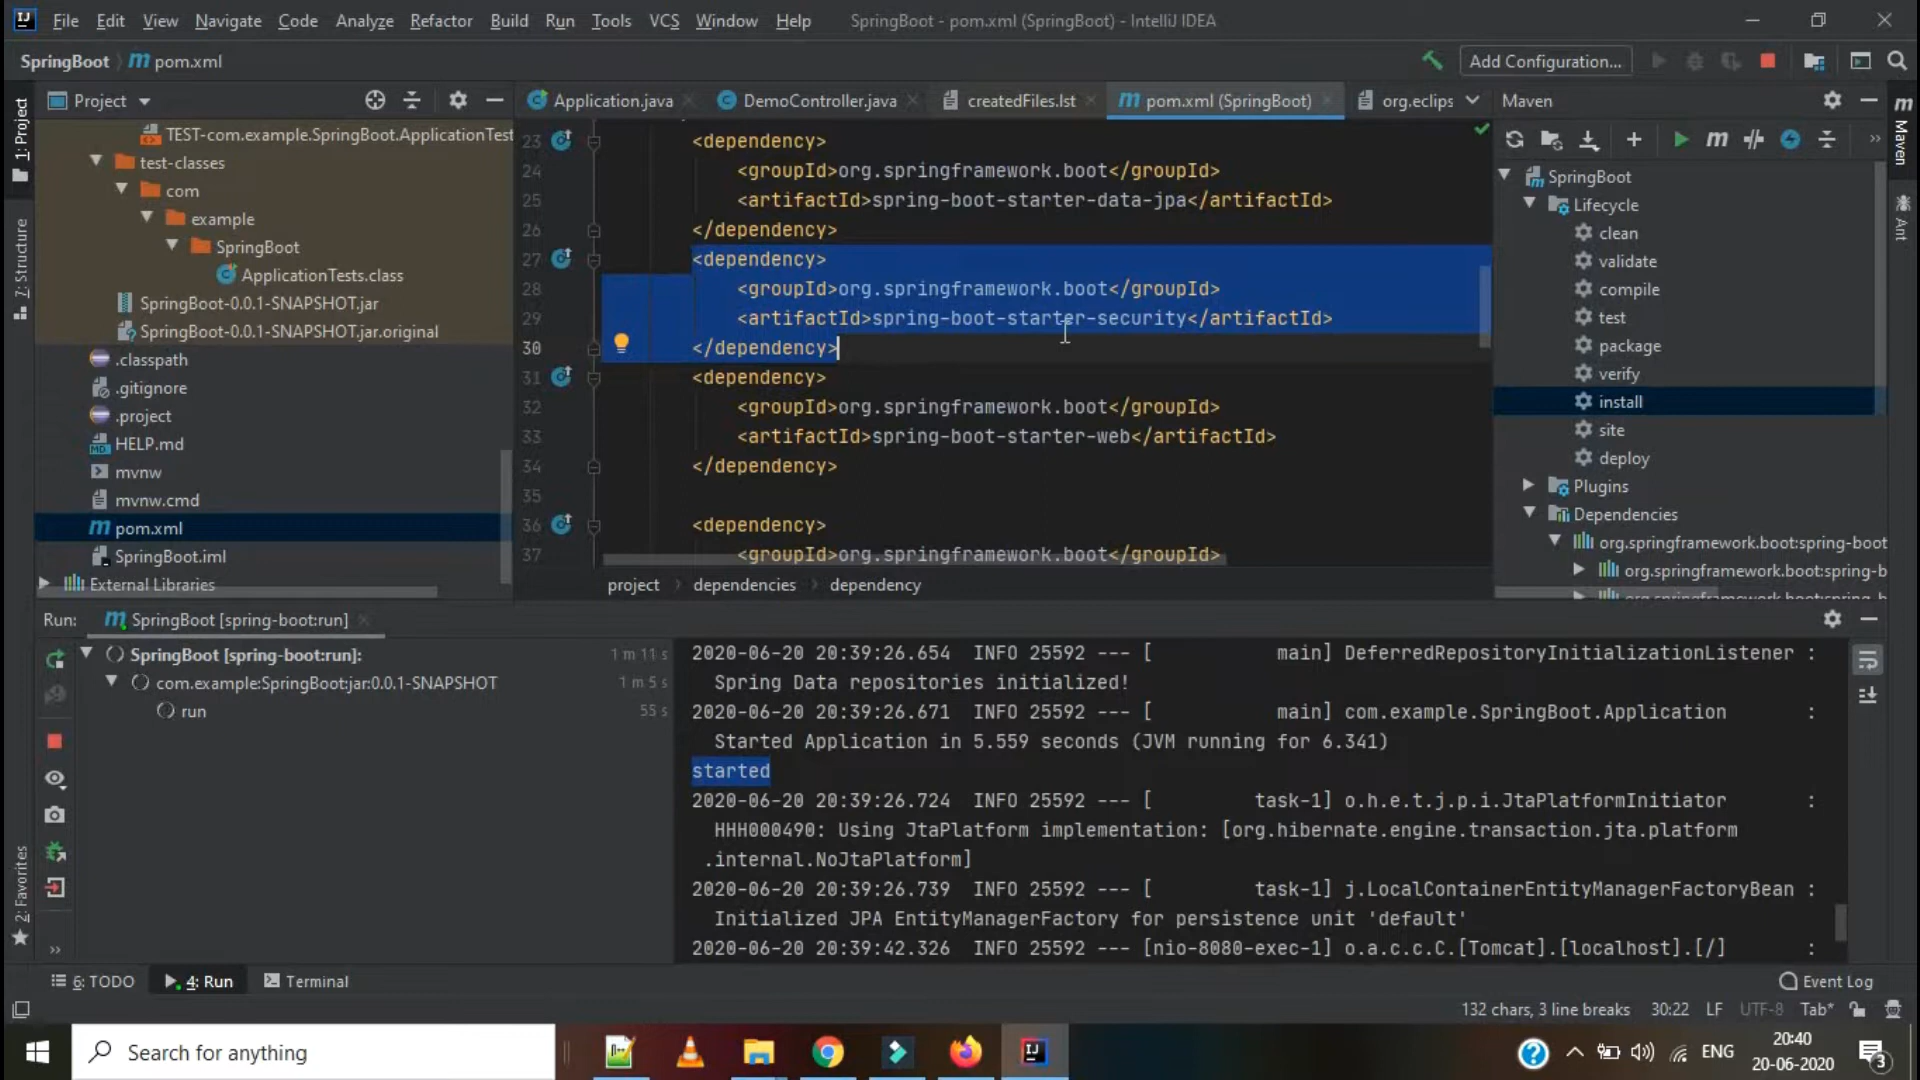 File Edit View Navigate Code Analyze Refactor Build Run Tools VCS Window Help SpringBoot - pom.xml (SpringBoot) - IntelliJ IDEA
SpringBoot pom.xml Add Configuration...
Project Application.java DemoController.java createdFiles.lst pom.xml (SpringBoot) org.eclips Maven
1: Project
7: Structure
2: Favorites
Maven
Ant
TEST-com.example.SpringBoot.ApplicationTest
test-classes
com
example
SpringBoot
ApplicationTests.class
SpringBoot-0.0.1-SNAPSHOT.jar
SpringBoot-0.0.1-SNAPSHOT.jar.original
.classpath
.gitignore
.project
HELP.md
mvnw
mvnw.cmd
pom.xml
SpringBoot.iml
External Libraries
23 <dependency>
24 <groupId>org.springframework.boot</groupId>
25 <artifactId>spring-boot-starter-data-jpa</artifactId>
26 </dependency>
27 <dependency>
28 <groupId>org.springframework.boot</groupId>
29 <artifactId>spring-boot-starter-security</artifactId>
30 </dependency>
31 <dependency>
32 <groupId>org.springframework.boot</groupId>
33 <artifactId>spring-boot-starter-web</artifactId>
34 </dependency>
35
36 <dependency>
37 <groupId>org.springframework.boot</groupId>
project dependencies dependency
SpringBoot
Lifecycle
clean
validate
compile
test
package
verify
install
site
deploy
Plugins
Dependencies
org.springframework.boot:spring-boot
org.springframework.boot:spring-b
org.springframework.boot:spring-b
Run: SpringBoot [spring-boot:run]
SpringBoot [spring-boot:run]: 1 m 11 s
com.example:SpringBoot:jar:0.0.1-SNAPSHOT 1 m 5 s
run 55 s
2020-06-20 20:39:26.654 INFO 25592 --- [ main] DeferredRepositoryInitializationListener :
Spring Data repositories initialized!
2020-06-20 20:39:26.671 INFO 25592 --- [ main] com.example.SpringBoot.Application :
Started Application in 5.559 seconds (JVM running for 6.341)
started
2020-06-20 20:39:26.724 INFO 25592 --- [ task-1] o.h.e.t.j.p.i.JtaPlatformInitiator :
HHH000490: Using JtaPlatform implementation: [org.hibernate.engine.transaction.jta.platform
.internal.NoJtaPlatform]
2020-06-20 20:39:26.739 INFO 25592 --- [ task-1] j.LocalContainerEntityManagerFactoryBean :
Initialized JPA EntityManagerFactory for persistence unit 'default'
2020-06-20 20:39:42.326 INFO 25592 --- [nio-8080-exec-1] o.a.c.c.C.[Tomcat].[localhost].[/] :
6: TODO 4: Run Terminal Event Log
132 chars, 3 line breaks 30:22 LF UTF-8 Tab*
Search for anything ENG 20:40
20-06-2020 3